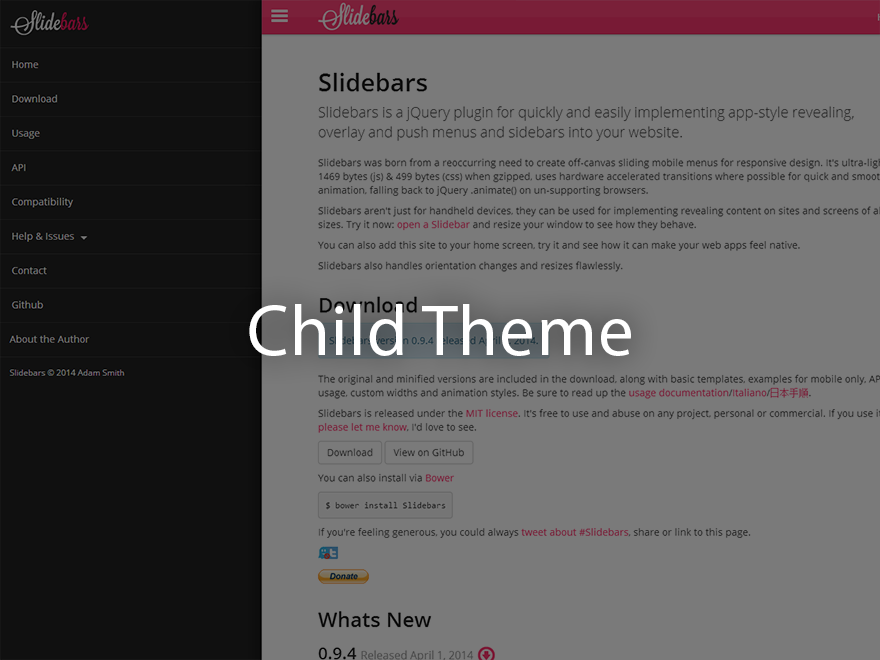 Slidebars
Home
Download
Usage
API
Compatibility
Help & Issues
Contact
Github
About the Author
Slidebars © 2014 Adam Smith
Slidebars
Slidebars
Slidebars is a jQuery plugin for quickly and easily implementing app-style revealing,
overlay and push menus and sidebars into your website.
Slidebars was born from a reoccurring need to create off-canvas sliding mobile menus for responsive design. It's ultra-ligh
1469 bytes (js) & 499 bytes (css) when gzipped, uses hardware accelerated transitions where possible for quick and smoot
animation, falling back to jQuery .animate() on un-supporting browsers.
Slidebars aren't just for handheld devices, they can be used for implementing revealing content on sites and screens of al
sizes. Try it now: open a Slidebar and resize your window to see how they behave.
You can also add this site to your home screen, try it and see how it can make your web apps feel native.
Slidebars also handles orientation changes and resizes flawlessly.
Download
Slidebars version 0.9.4 released April 1, 2014.
Child Theme
The original and minified versions are included in the download, along with basic templates, examples for mobile only, AP
usage, custom widths and animation styles. Be sure to read up the usage documentation/Italiano/日本手順.
Slidebars is released under the MIT license. It's free to use and abuse on any project, personal or commercial. If you use i
please let me know, I'd love to see.
Download View on GitHub
You can also install via Bower
$ bower install Slidebars
If you're feeling generous, you could always tweet about #Slidebars, share or link to this page.
Donate
Whats New
0.9.4 Released April 1, 2014